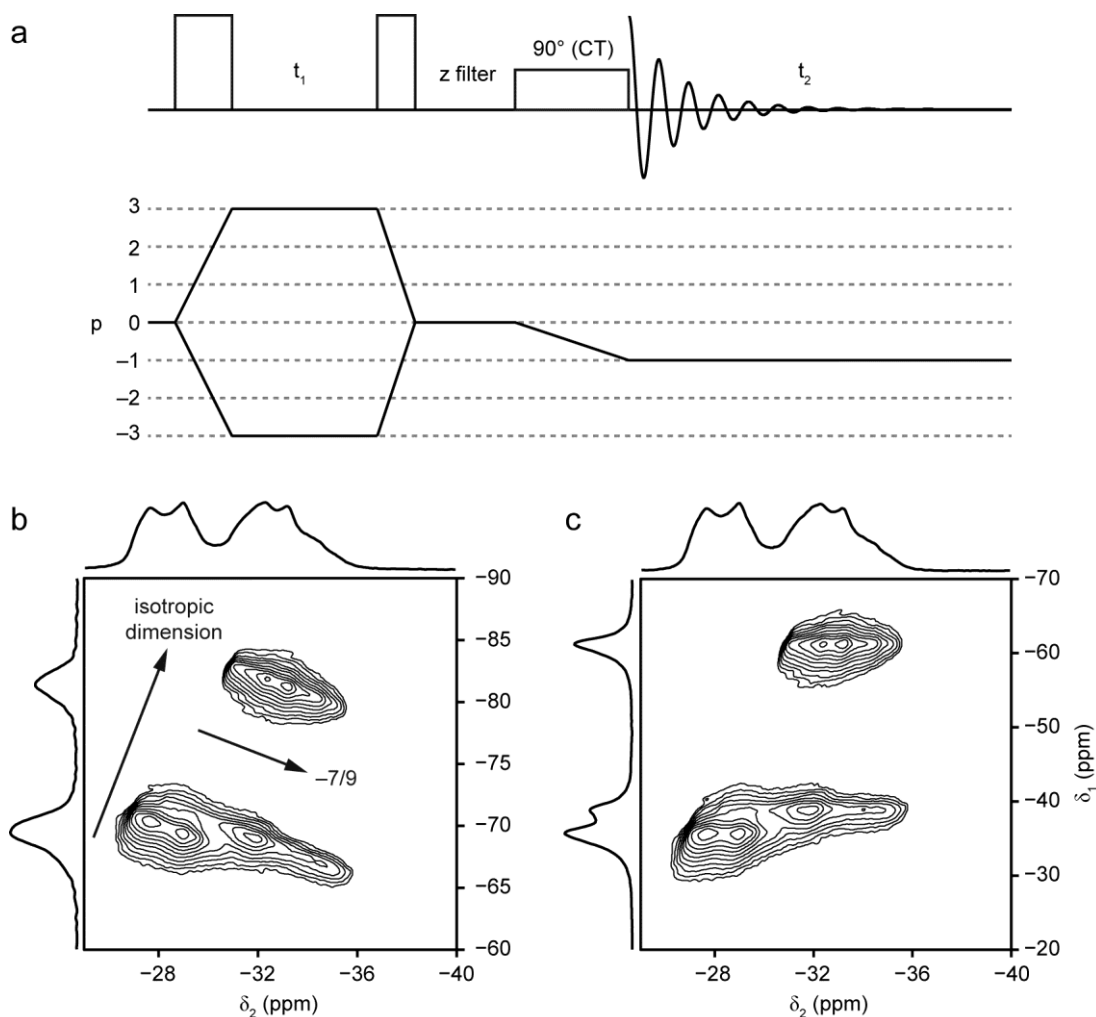 a
90° (CT)
t₁
z filter
t₂
3
2
1
p
0
−1
−2
−3
b
c
isotropic
dimension
−7/9
−90
−85
−80
−75
−70
−65
−60
−28
−32
−36
−40
δ₂ (ppm)
−70
−60
−50
−40
−30
−20
δ₁ (ppm)
−28
−32
−36
−40
δ₂ (ppm)